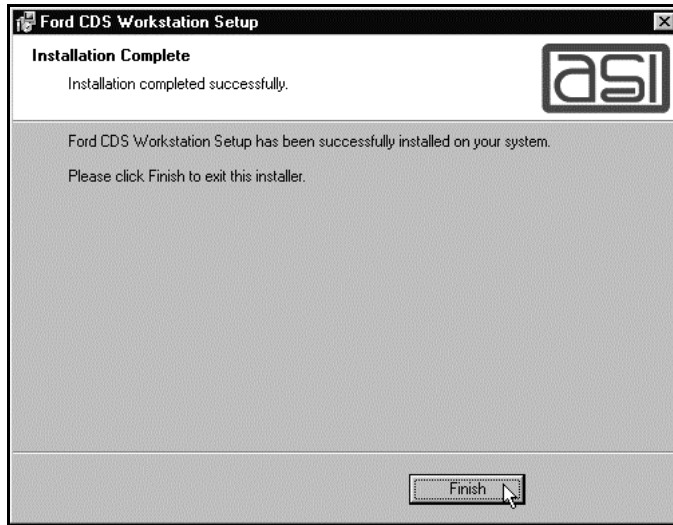 Ford CDS Workstation Setup
Installation Complete
Installation completed successfully.
asi
Ford CDS Workstation Setup has been successfully installed on your system.
Please click Finish to exit this installer.
Finish